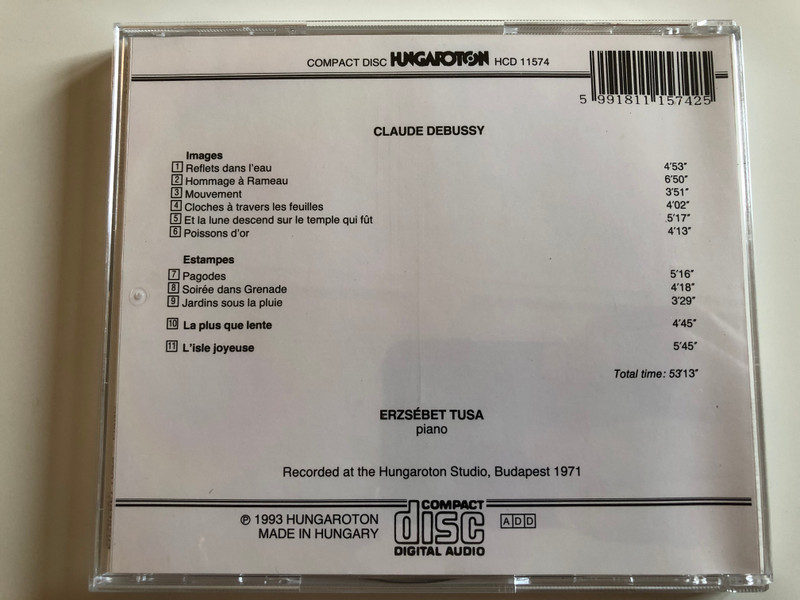 COMPACT DISC HUNGAROTON HCD 11574
5 991811 157425
CLAUDE DEBUSSY
Images
1 Reflets dans l'eau 4'53"
2 Hommage à Rameau 6'50"
3 Mouvement 3'51"
4 Cloches à travers les feuilles 4'02"
5 Et la lune descend sur le temple qui fût 5'17"
6 Poissons d'or 4'13"
Estampes
7 Pagodes 5'16"
8 Soirée dans Grenade 4'18"
9 Jardins sous la pluie 3'29"
10 La plus que lente 4'45"
11 L'isle joyeuse 5'45"
Total time: 53'13"
ERZSÉBET TUSA
piano
Recorded at the Hungaroton Studio, Budapest 1971
℗ 1993 HUNGAROTON
MADE IN HUNGARY
COMPACT
disc
DIGITAL AUDIO
ADD